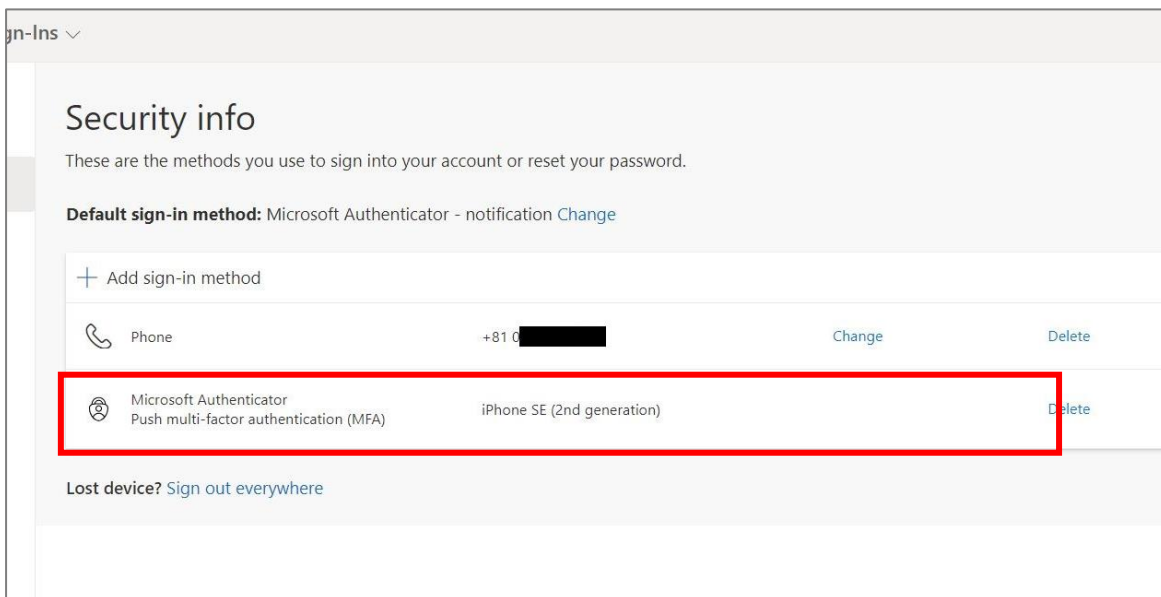 gn-Ins
Security info
These are the methods you use to sign into your account or reset your password.
Default sign-in method: Microsoft Authenticator - notification Change
Add sign-in method
Phone +81 0 Change Delete
Microsoft Authenticator
Push multi-factor authentication (MFA) iPhone SE (2nd generation) Delete
Lost device? Sign out everywhere